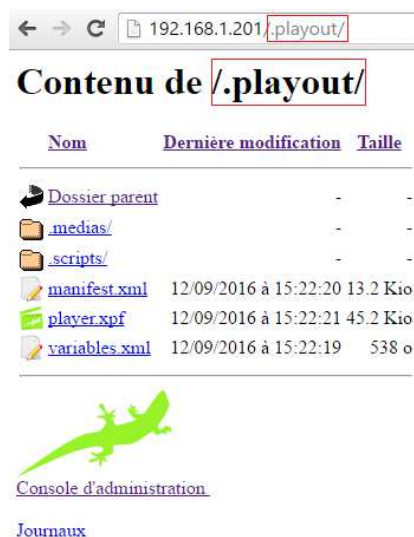 192.168.1.201/.playout/
Contenu de /.playout/
Nom Dernière modification Taille
Dossier parent - -
.medias/ - -
.scripts/ - -
manifest.xml 12/09/2016 à 15:22:20 13.2 Kio
player.xpf 12/09/2016 à 15:22:21 45.2 Kio
variables.xml 12/09/2016 à 15:22:19 538 o
Console d'administration
Journaux